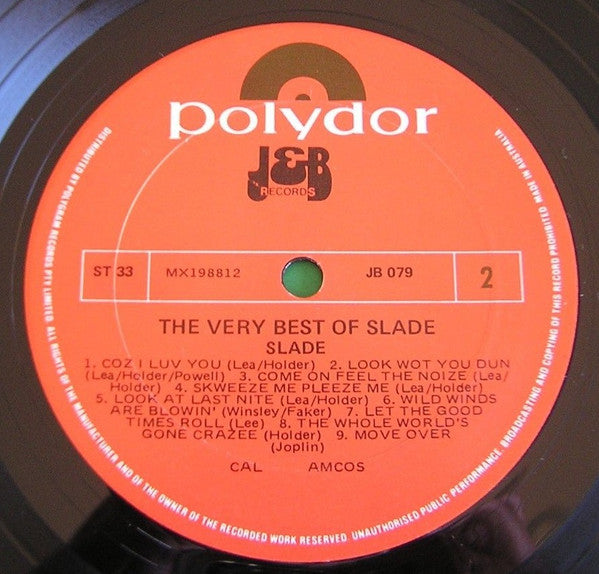 polydor
J&B
RECORDS
ST 33 MX198812 JB 079 2
THE VERY BEST OF SLADE
SLADE
1. COZ I LUV YOU (Lea/Holder) 2. LOOK WOT YOU DUN
(Lea/Holder/Powell) 3. COME ON FEEL THE NOIZE (Lea/
Holder) 4. SKWEEZE ME PLEEZE ME (Lea/Holder)
5. LOOK AT LAST NITE (Lea/Holder) 6. WILD WINDS
ARE BLOWIN' (Winsley/Faker) 7. LET THE GOOD
TIMES ROLL (Lee) 8. THE WHOLE WORLD'S
GONE CRAZEE (Holder) 9. MOVE OVER
(Joplin)
CAL AMCOS
DISTRIBUTED BY POLYGRAM RECORDS PTY LIMITED ALL RIGHTS OF THE MANUFACTURER AND OF THE OWNER OF THE RECORDED WORK RESERVED. UNAUTHORISED PUBLIC PERFORMANCE, BROADCASTING AND COPYING OF THIS RECORD PROHIBITED MADE IN AUSTRALIA